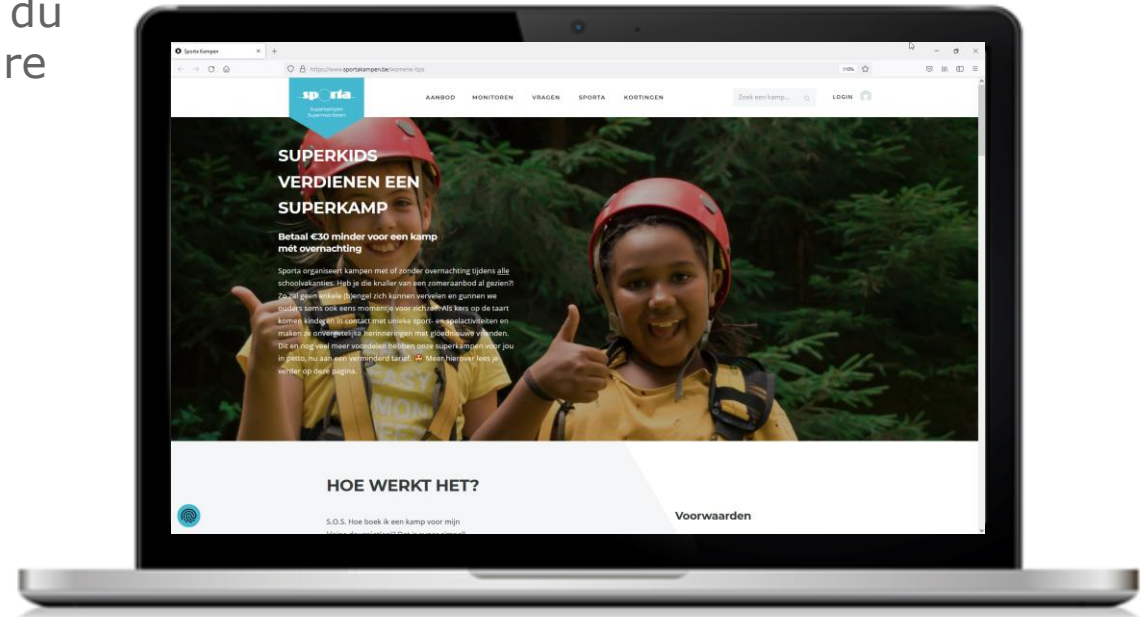 du
re
Sporta Kampen
https://www.sportakampen.be/komerie-bps
110%
sporta
Superkampen
Supermonitoren
AANBOD MONITOREN VRAGEN SPORTA KORTINGEN
Zoek een kamp...
LOGIN
SUPERKIDS
VERDIENEN EEN
SUPERKAMP
Betaal €30 minder voor een kamp
mét overnachting
Sporta organiseert kampen met of zonder overnachting tijdens alle
schoolvakanties. Heb je die knaller van een zomeraanbod al gezien?!
Zo zal geen enkele (b)engel zich kunnen vervelen en gunnen we
ouders soms ook eens momentje voor zichzelf. Als kers op de taart
komen kinderen in contact met unieke sport- en spelactiviteiten en
maken ze onvergetelijke herinneringen met gloednieuwe vrienden.
Dit en nog veel meer voordelen hebben onze superkampen voor jou
in petto, nu aan een verminderd tarief. 🤩 Meer hierover lees je
verder op deze pagina.
EASY
MON
HOE WERKT HET?
S.O.S. Hoe boek ik een kamp voor mijn
Voorwaarden